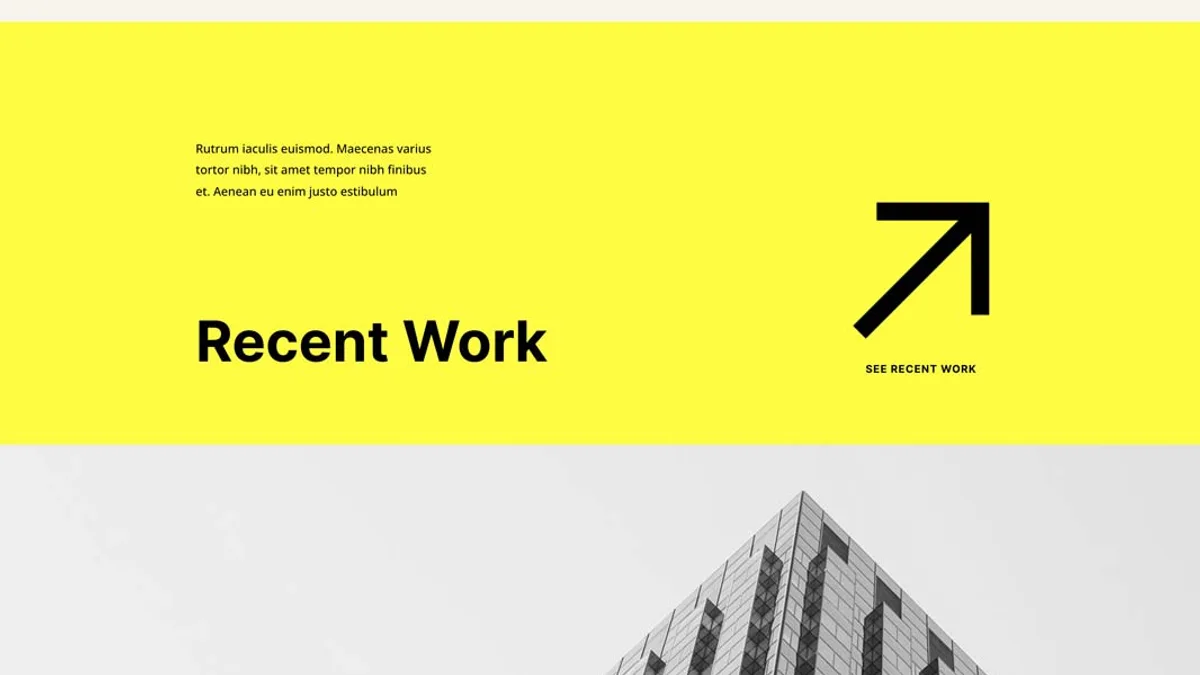 Rutrum iaculis euismod. Maecenas varius
tortor nibh, sit amet tempor nibh finibus
et. Aenean eu enim justo estibulum
Recent Work
SEE RECENT WORK